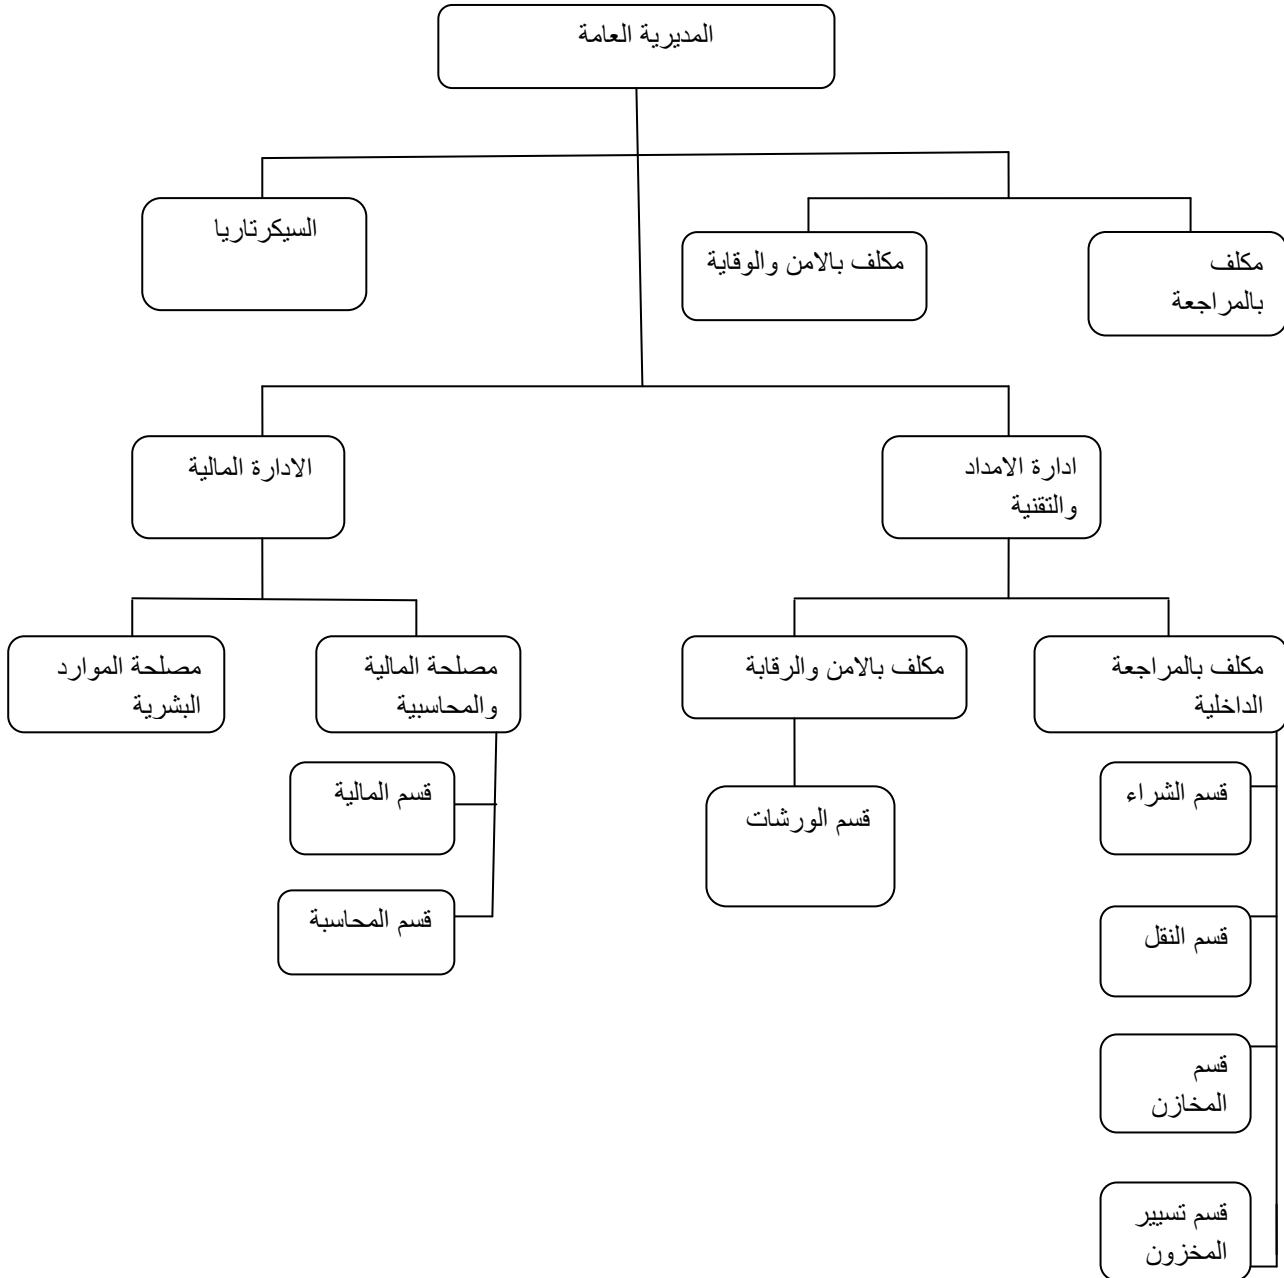 المديرية العامة
مكلف
بالمراجعة
مكلف بالامن والوقاية
السيكرتاريا
ادارة الامداد
والتقنية
الادارة المالية
مكلف بالمراجعة
الداخلية
مكلف بالامن والرقابة
مصلحة المالية
والمحاسبية
مصلحة الموارد
البشرية
قسم الشراء
قسم الورشات
قسم المالية
قسم المحاسبة
قسم النقل
قسم
المخازن
قسم تسيير
المخزون